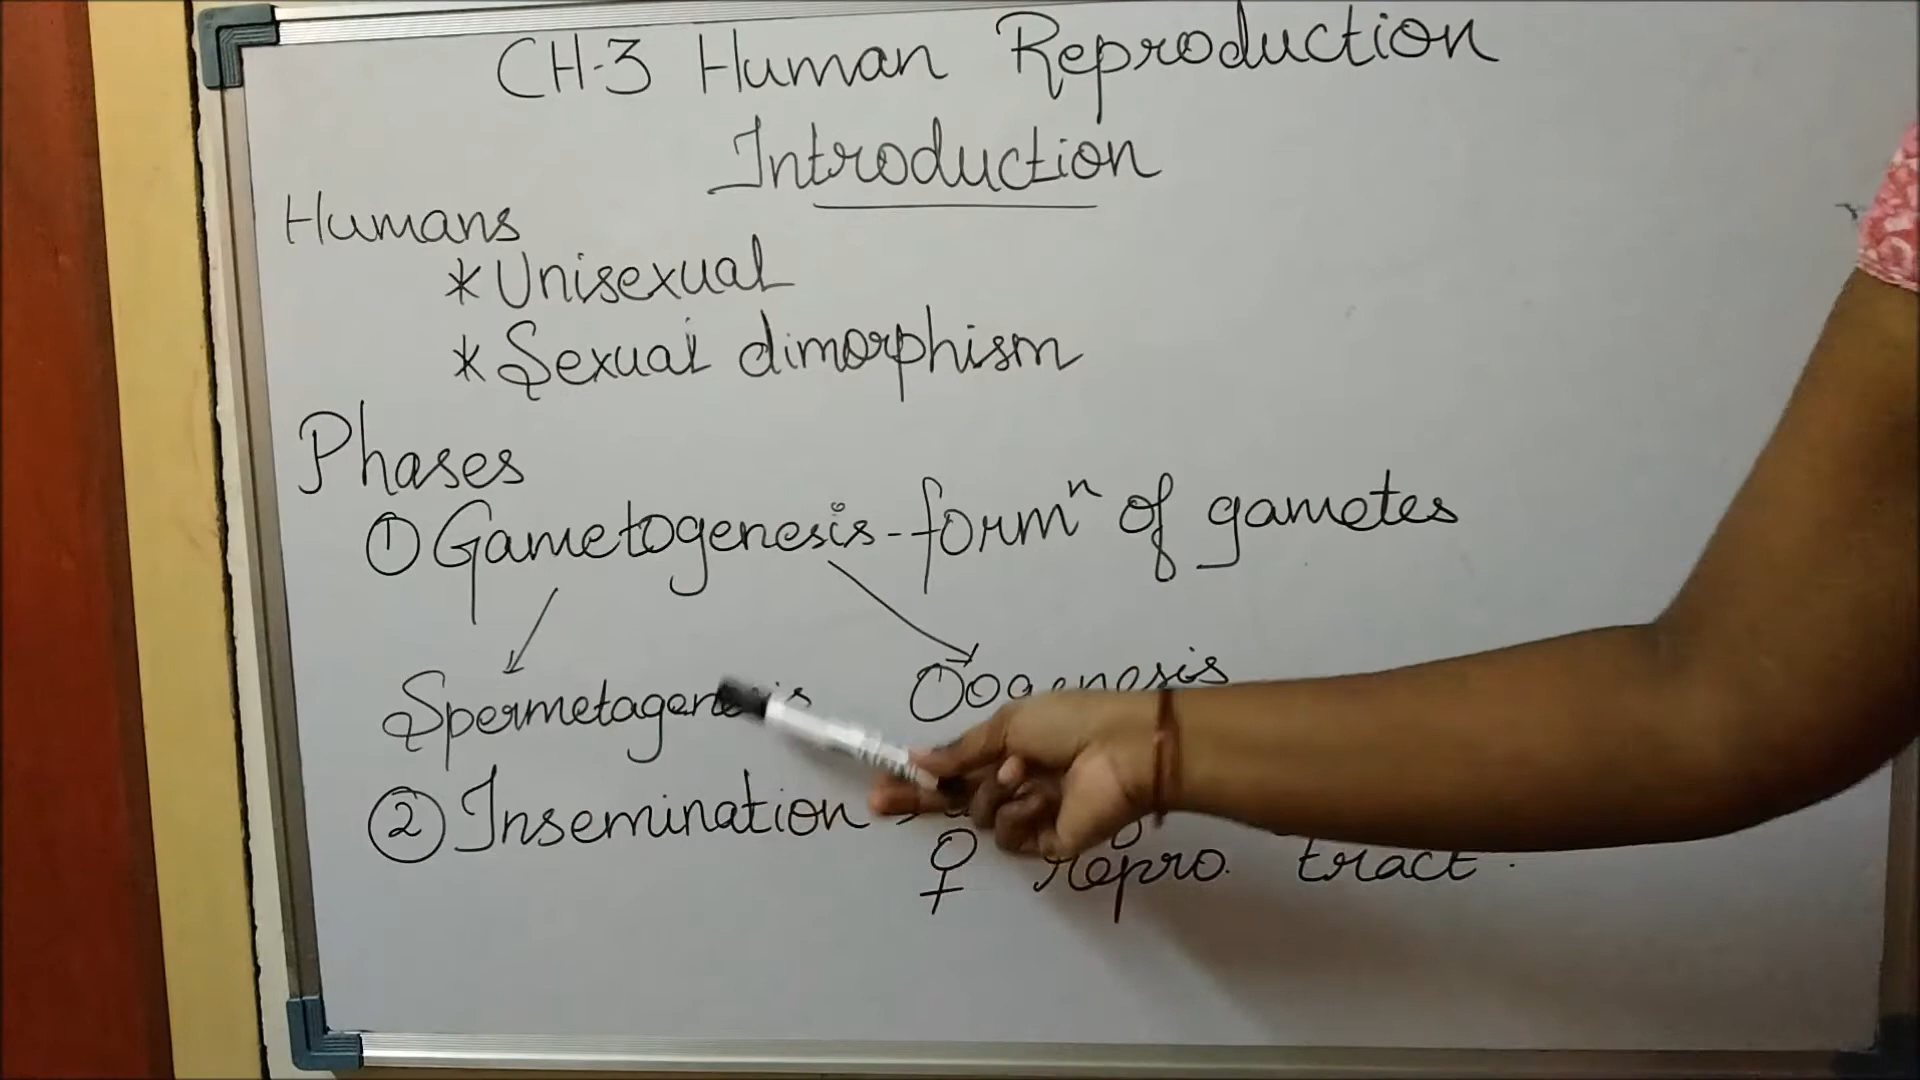 CH-3 Human Reproduction
Introduction
Humans
* Unisexual
* Sexual dimorphism
Phases
① Gametogenesis - formⁿ of gametes
Oogenesis
② Insemination
♀ repro. tract.